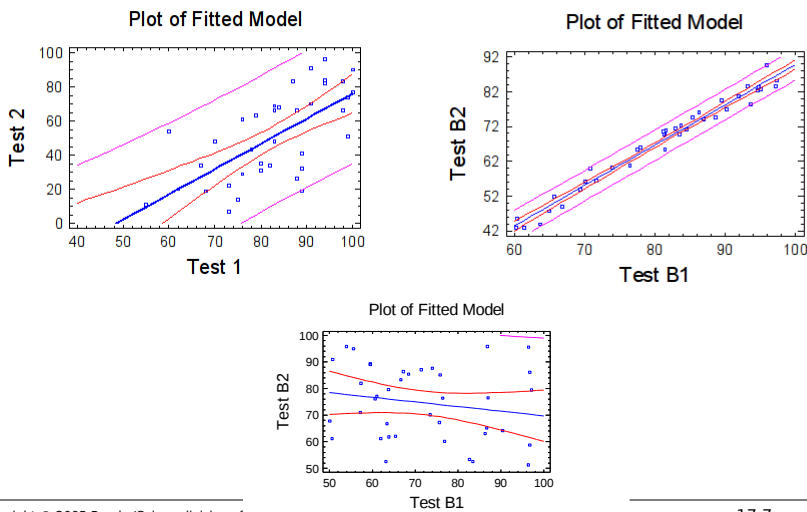 Plot of Fitted Model
100
80
60
40
20
0
Test 2
40 50 60 70 80 90 100
Test 1
Plot of Fitted Model
92
82
72
62
52
42
Test B2
60 70 80 90 100
Test B1
Plot of Fitted Model
100
90
80
70
60
50
Test B2
50 60 70 80 90 100
Test B1